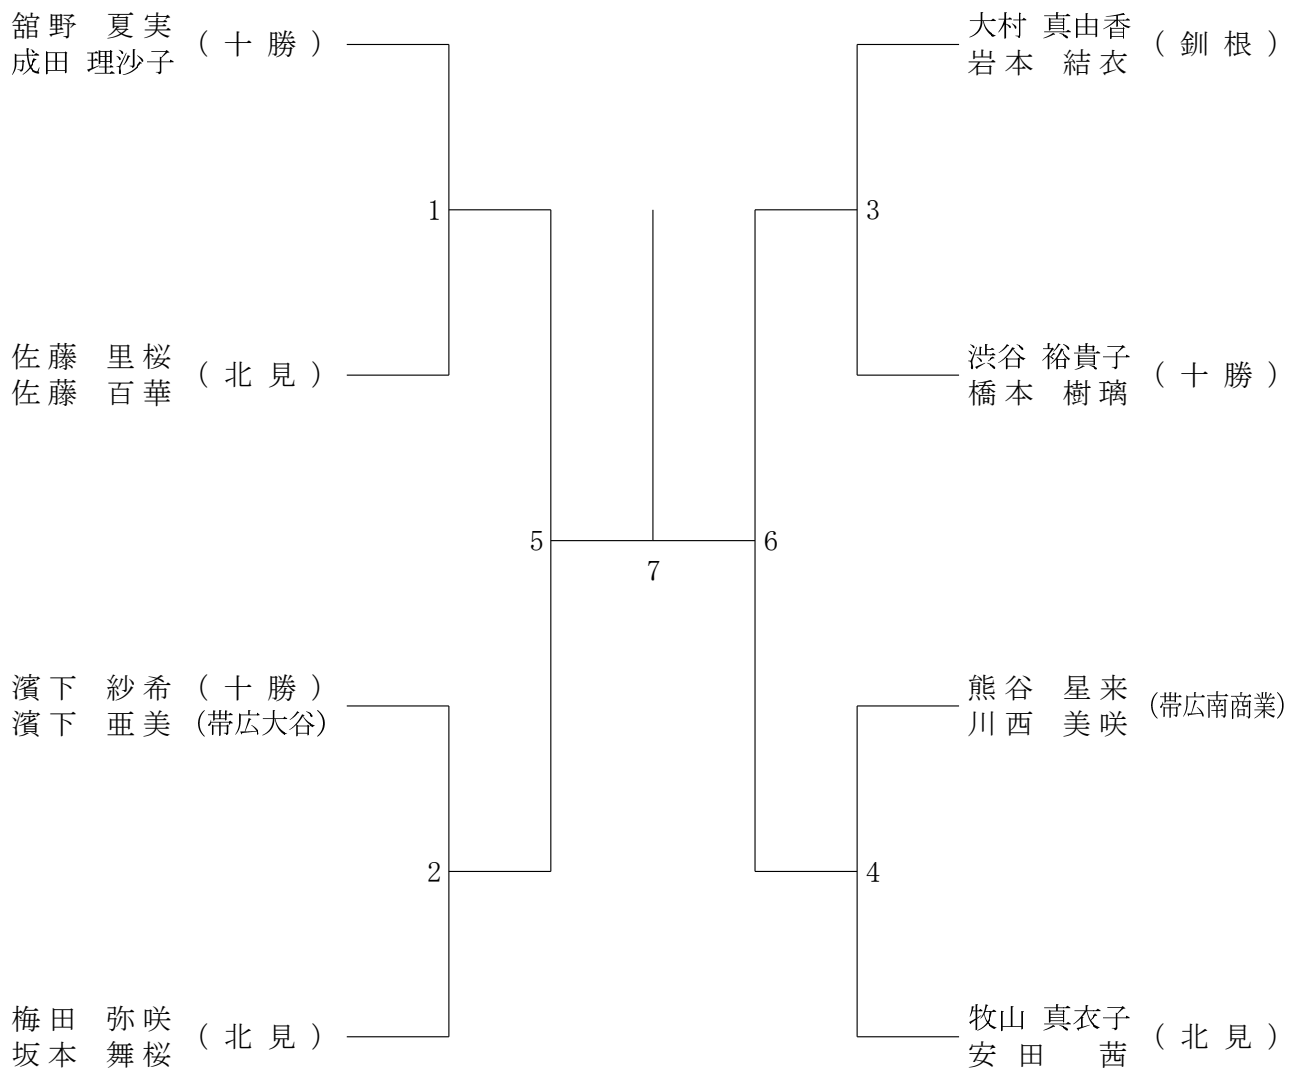 舘野 夏実 (十勝)
成田 理沙子
1
佐藤 里桜 (北見)
佐藤 百華
5
濱下 紗希 (十勝)
濱下 亜美 (帯広大谷)
2
梅田 弥咲 (北見)
坂本 舞桜
7
大村 真由香 (釧根)
岩本 結衣
3
渋谷 裕貴子 (十勝)
橋本 樹璃
6
熊谷 星来 (帯広南商業)
川西 美咲
4
牧山 真衣子 (北見)
安田 茜